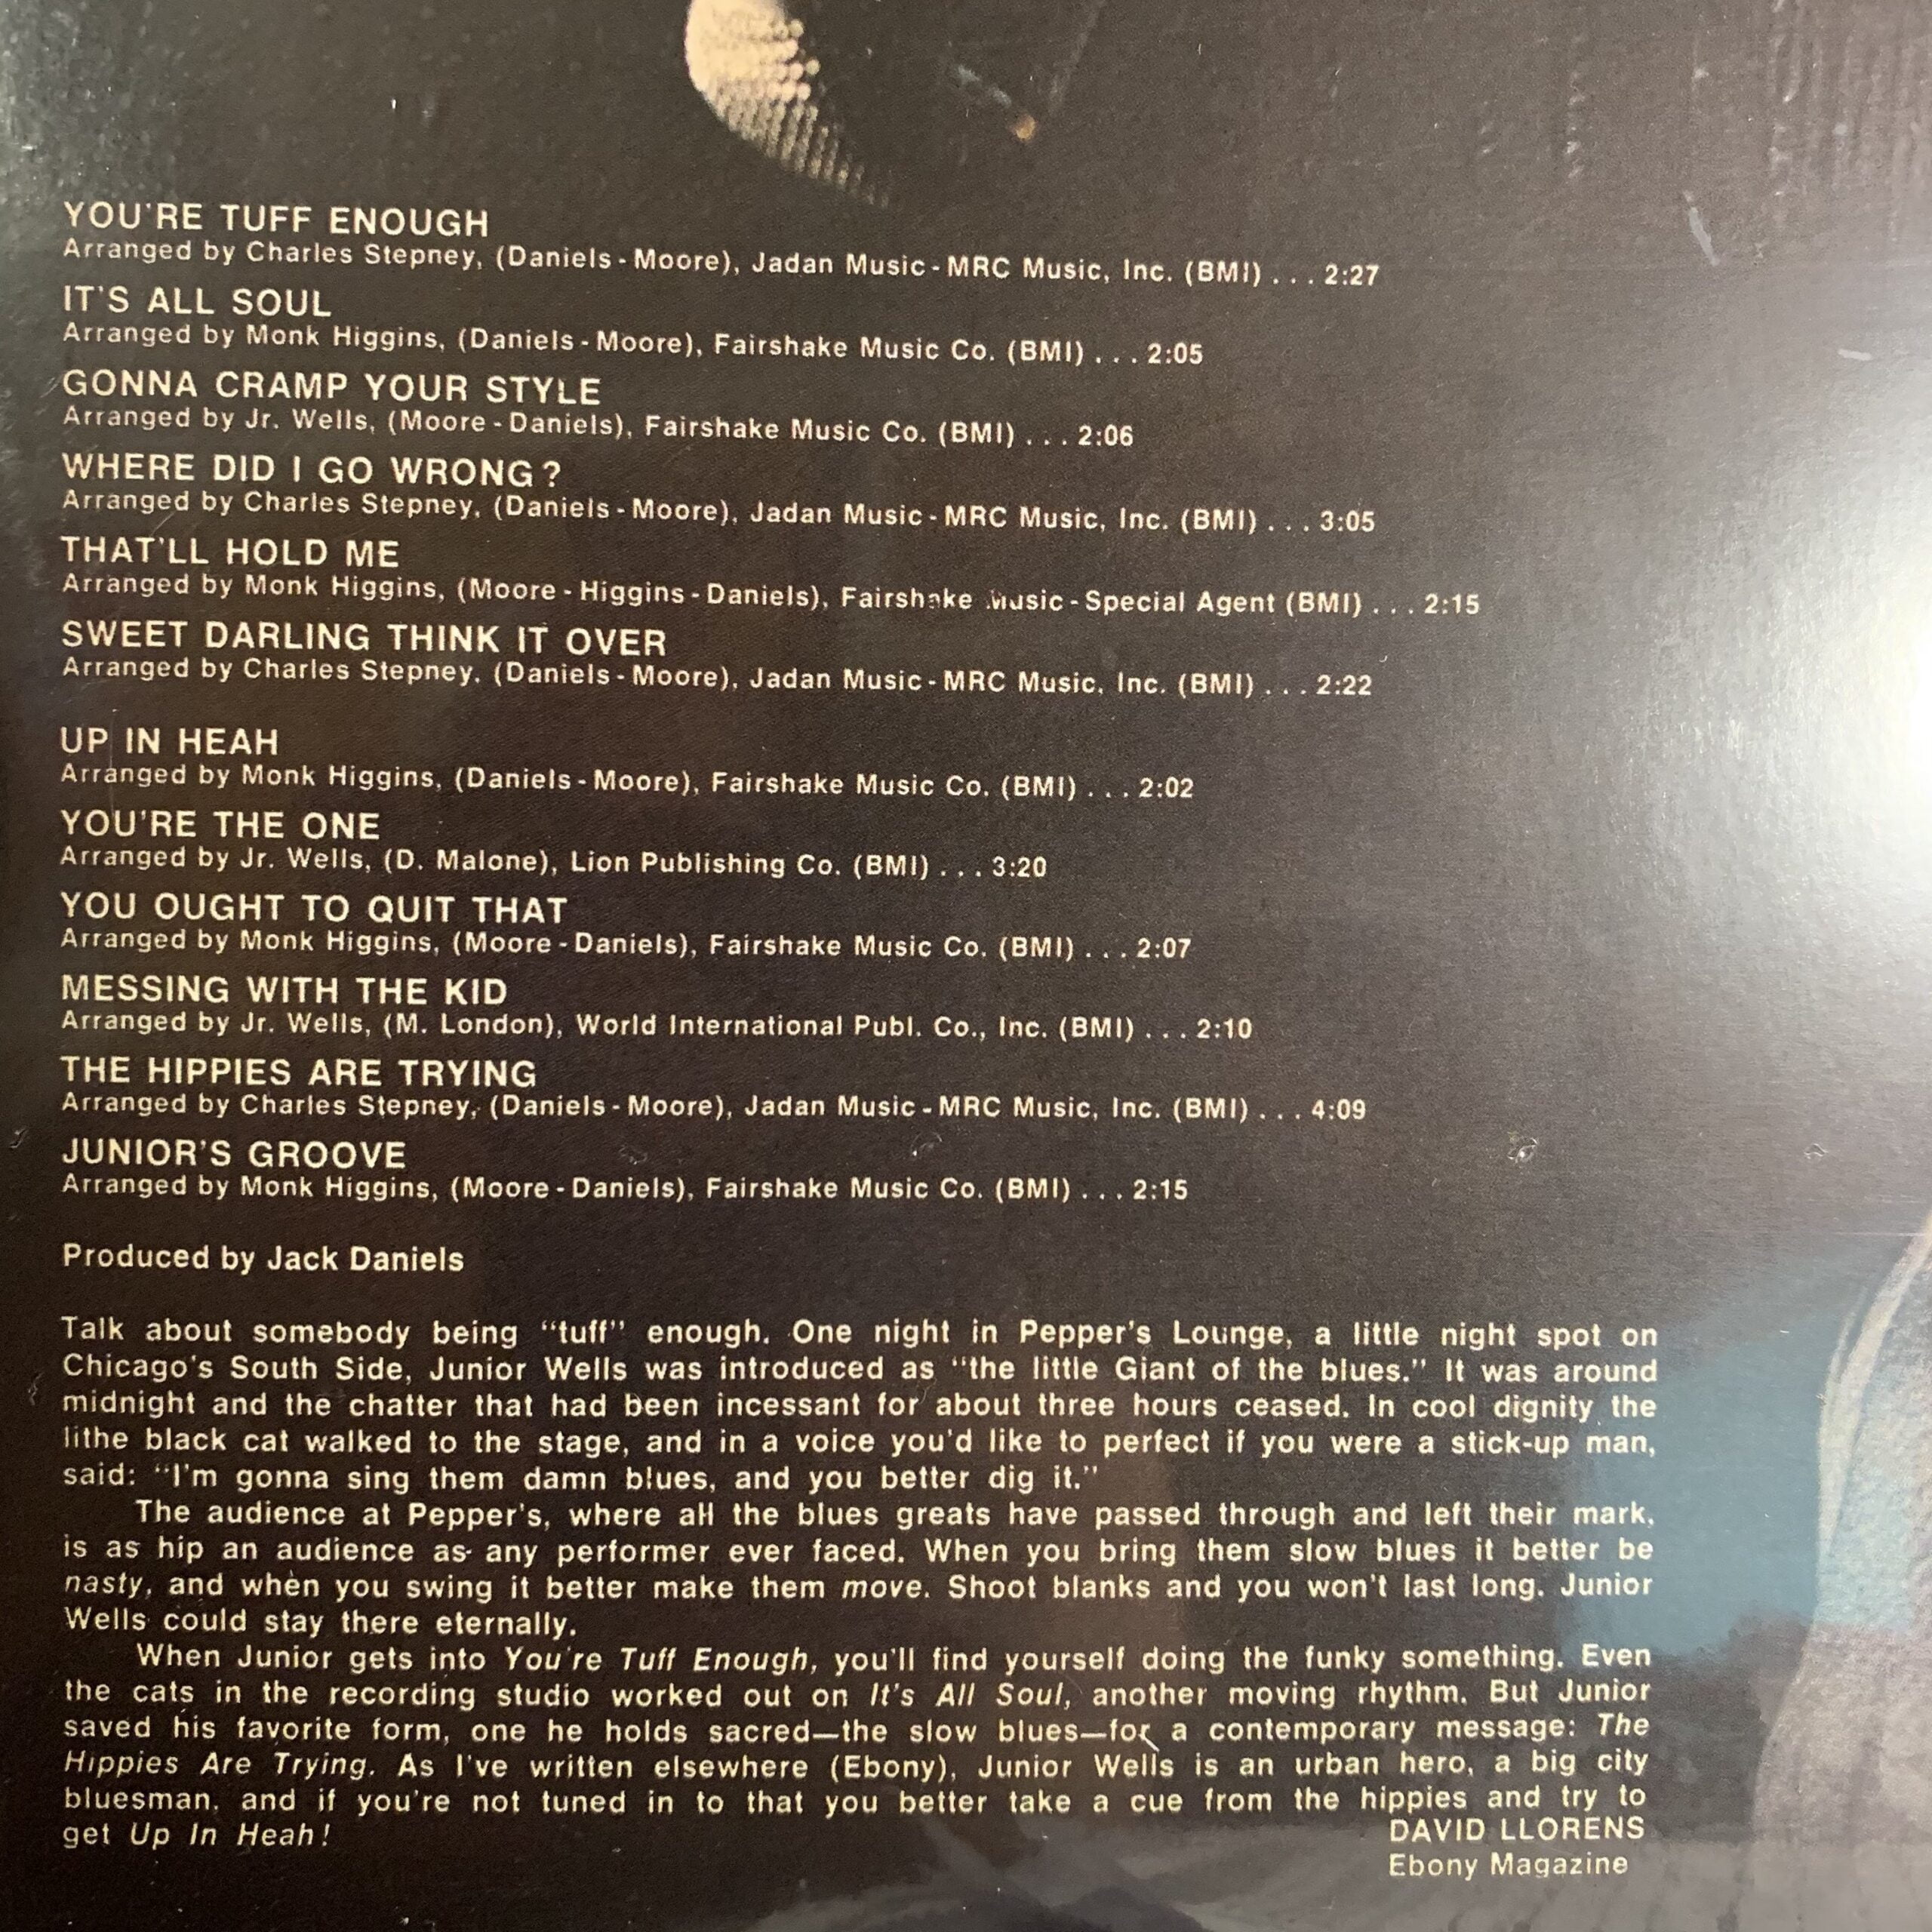 YOU'RE TUFF ENOUGH
Arranged by Charles Stepney, (Daniels - Moore), Jadan Music - MRC Music, Inc. (BMI) . . . 2:27
IT'S ALL SOUL
Arranged by Monk Higgins, (Daniels - Moore), Fairshake Music Co. (BMI) . . . 2:05
GONNA CRAMP YOUR STYLE
Arranged by Jr. Wells, (Moore - Daniels), Fairshake Music Co. (BMI) . . . 2:06
WHERE DID I GO WRONG?
Arranged by Charles Stepney, (Daniels - Moore), Jadan Music - MRC Music, Inc. (BMI) . . . 3:05
THAT'LL HOLD ME
Arranged by Monk Higgins, (Moore - Higgins - Daniels), Fairshake Music - Special Agent (BMI) . . . 2:15
SWEET DARLING THINK IT OVER
Arranged by Charles Stepney, (Daniels - Moore), Jadan Music - MRC Music, Inc. (BMI) . . . 2:22
UP IN HEAH
Arranged by Monk Higgins, (Daniels - Moore), Fairshake Music Co. (BMI) . . . 2:02
YOU'RE THE ONE
Arranged by Jr. Wells, (D. Malone), Lion Publishing Co. (BMI) . . . 3:20
YOU OUGHT TO QUIT THAT
Arranged by Monk Higgins, (Moore - Daniels), Fairshake Music Co. (BMI) . . . 2:07
MESSING WITH THE KID
Arranged by Jr. Wells, (M. London), World International Publ. Co., Inc. (BMI) . . . 2:10
THE HIPPIES ARE TRYING
Arranged by Charles Stepney, (Daniels - Moore), Jadan Music - MRC Music, Inc. (BMI) . . . 4:09
JUNIOR'S GROOVE
Arranged by Monk Higgins, (Moore - Daniels), Fairshake Music Co. (BMI) . . . 2:15
Produced by Jack Daniels
Talk about somebody being "tuff" enough. One night in Pepper's Lounge, a little night spot on
Chicago's South Side, Junior Wells was introduced as "the little Giant of the blues." It was around
midnight and the chatter that had been incessant for about three hours ceased. In cool dignity the
lithe black cat walked to the stage, and in a voice you'd like to perfect if you were a stick-up man,
said: "I'm gonna sing them damn blues, and you better dig it."
The audience at Pepper's, where all the blues greats have passed through and left their mark,
is as hip an audience as any performer ever faced. When you bring them slow blues it better be
nasty, and when you swing it better make them move. Shoot blanks and you won't last long. Junior
Wells could stay there eternally.
When Junior gets into You're Tuff Enough, you'll find yourself doing the funky something. Even
the cats in the recording studio worked out on It's All Soul, another moving rhythm. But Junior
saved his favorite form, one he holds sacred—the slow blues—for a contemporary message: The
Hippies Are Trying. As I've written elsewhere (Ebony), Junior Wells is an urban hero, a big city
bluesman, and if you're not tuned in to that you better take a cue from the hippies and try to
get Up In Heah!
DAVID LLORENS
Ebony Magazine